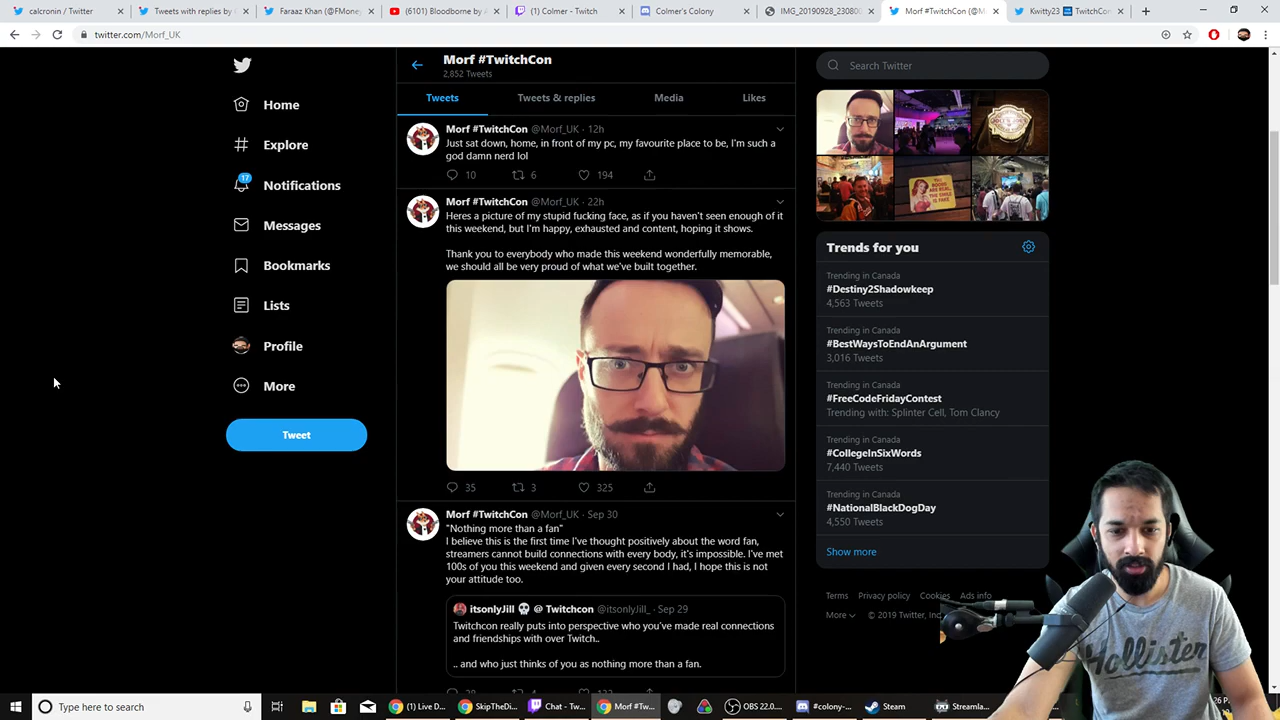 calcronin / Twitter
Tweets with replies by
Faraaz Khan (@FMoney
(6101) Bloodborne by A
(1) Colmer - Twitch
Colmer's Colony
IMG_20190928_230800
Morf #TwitchCon (@M
Kwitty23 TwitchCon
twitter.com/Morf_UK
Home
Explore
17
Notifications
Messages
Bookmarks
Lists
Profile
More
Tweet
Morf #TwitchCon
2,852 Tweets
Tweets
Tweets & replies
Media
Likes
Morf #TwitchCon @Morf_UK · 12h
Just sat down, home, in front of my pc, my favourite place to be, I'm such a
god damn nerd lol
10
6
194
Morf #TwitchCon @Morf_UK · 22h
Heres a picture of my stupid fucking face, as if you haven't seen enough of it
this weekend, but I'm happy, exhausted and content, hoping it shows.
Thank you to everybody who made this weekend wonderfully memorable,
we should all be very proud of what we've built together.
35
3
325
Morf #TwitchCon @Morf_UK · Sep 30
"Nothing more than a fan"
I believe this is the first time I've thought positively about the word fan,
streamers cannot build connections with every body, it's impossible. I've met
100s of you this weekend and given every second I had, I hope this is not
your attitude too.
itsonlyJill 💀 @ Twitchcon @itsonlyJill_ · Sep 29
Twitchcon really puts into perspective who you've made real connections
and friendships with over Twitch..
.. and who just thinks of you as nothing more than a fan.
Search Twitter
Trends for you
Trending in Canada
#Destiny2Shadowkeep
4,563 Tweets
Trending in Canada
#BestWaysToEndAnArgument
3,016 Tweets
Trending in Canada
#FreeCodeFridayContest
Trending with: Splinter Cell, Tom Clancy
Trending in Canada
#CollegeInSixWords
7,440 Tweets
Trending in Canada
#NationalBlackDogDay
4,550 Tweets
Show more
Terms Privacy policy Cookies Ads info
More © 2019 Twitter, Inc
Hollister
Type here to search
(1) Live D...
SkipTheDi...
Chat - Tw...
Morf #Tw...
OBS 22.0...
#colony-...
Steam
Streamla...